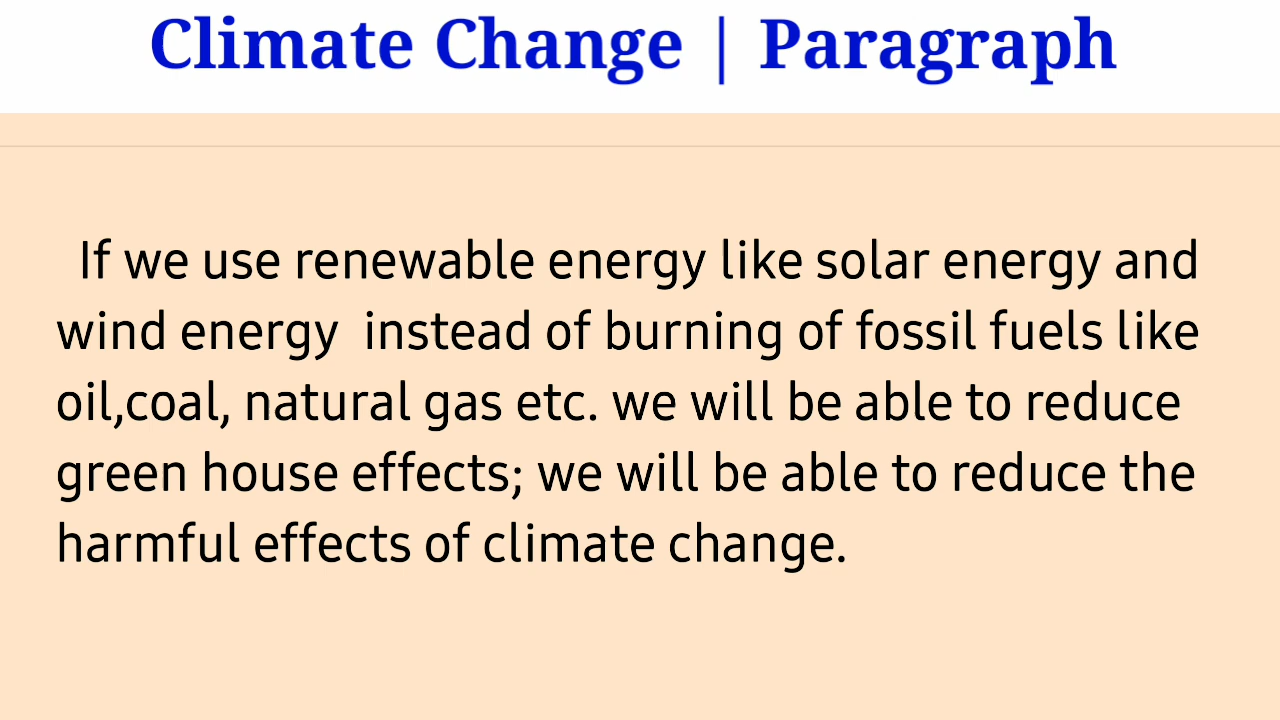 Climate Change | Paragraph
If we use renewable energy like solar energy and
wind energy  instead of burning of fossil fuels like
oil,coal, natural gas etc. we will be able to reduce
green house effects; we will be able to reduce the
harmful effects of climate change.